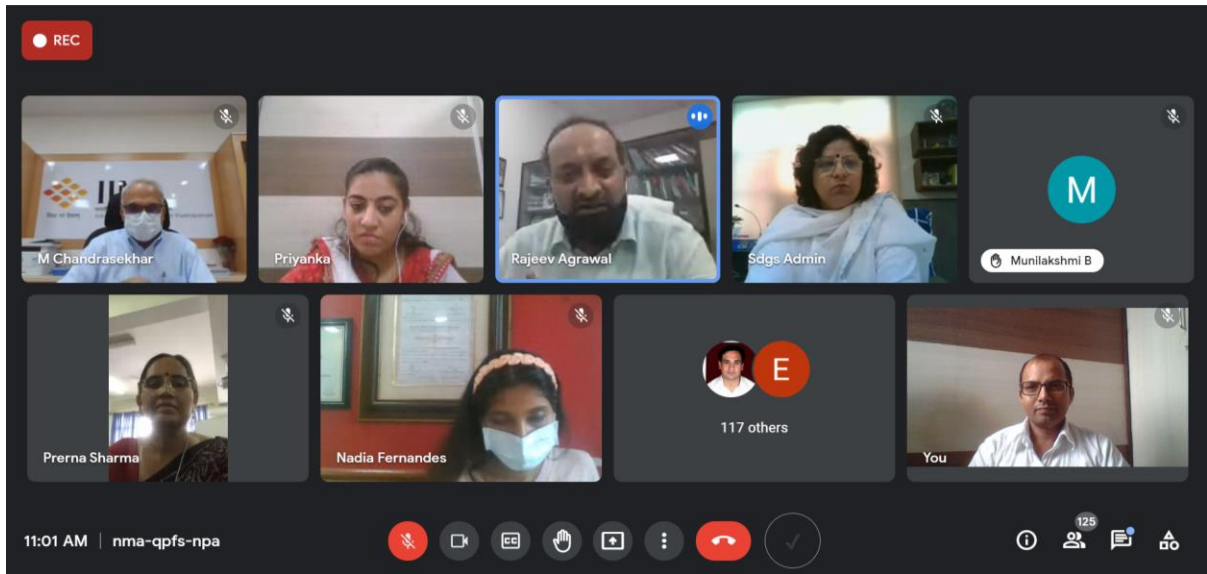 REC
M Chandrasekhar
Priyanka
Rajeev Agrawal
Sdgs Admin
M
Munilakshmi B
Prerna Sharma
Nadia Fernandes
E
117 others
You
11:01 AM | nma-qpfs-npa
CC
125